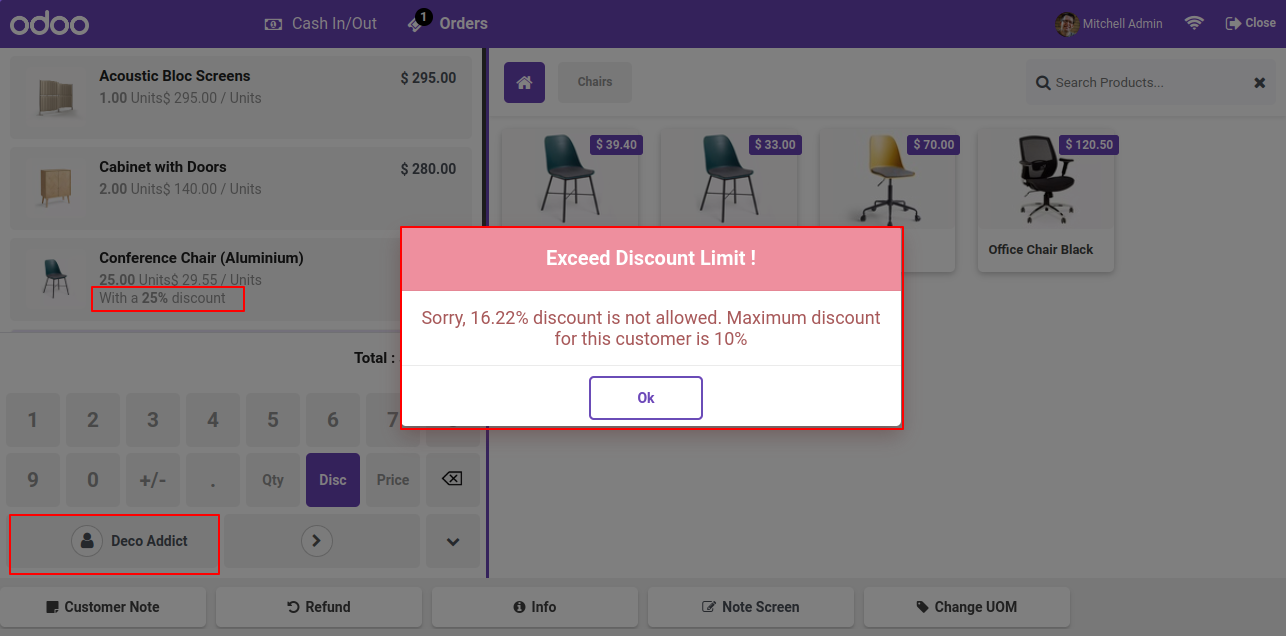 odoo
Cash In/Out
1
Orders
Mitchell Admin
Close
Acoustic Bloc Screens
$ 295.00
1.00 Units$ 295.00 / Units
Cabinet with Doors
$ 280.00
2.00 Units$ 140.00 / Units
Conference Chair (Aluminium)
25.00 Units$ 29.55 / Units
With a 25% discount
Total :
Chairs
Search Products...
$ 39.40
$ 33.00
$ 70.00
$ 120.50
Office Chair Black
Exceed Discount Limit !
Sorry, 16.22% discount is not allowed. Maximum discount
for this customer is 10%
Ok
1 2 3 4 5 6 7
9 0 +/- . Qty Disc Price
Deco Addict
Customer Note
Refund
Info
Note Screen
Change UOM